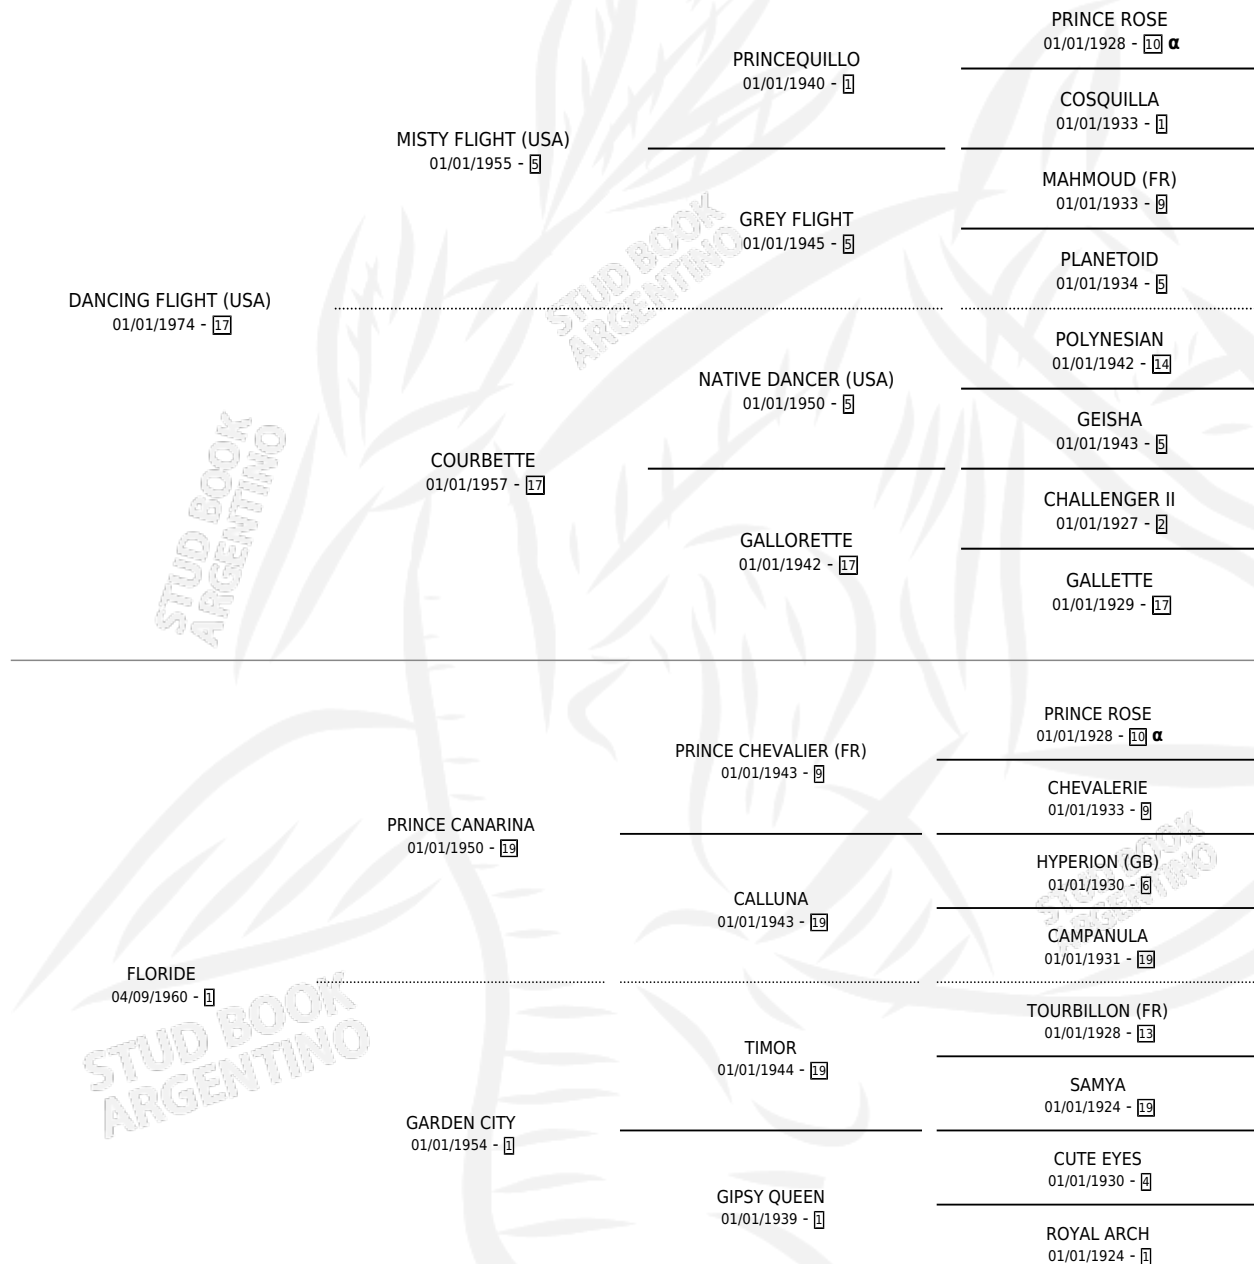 PRINCE ROSE
01/01/1928 - 10 α
PRINCEQUILLO
01/01/1940 - 1
COSQUILLA
01/01/1933 - 1
MISTY FLIGHT (USA)
01/01/1955 - 5
MAHMOUD (FR)
01/01/1933 - 9
GREY FLIGHT
01/01/1945 - 5
PLANETOID
01/01/1934 - 5
DANCING FLIGHT (USA)
01/01/1974 - 17
POLYNESIAN
01/01/1942 - 14
NATIVE DANCER (USA)
01/01/1950 - 5
GEISHA
01/01/1943 - 5
COURBETTE
01/01/1957 - 17
CHALLENGER II
01/01/1927 - 2
GALLORETTE
01/01/1942 - 17
GALLETTE
01/01/1929 - 17
PRINCE ROSE
01/01/1928 - 10 α
PRINCE CHEVALIER (FR)
01/01/1943 - 9
CHEVALERIE
01/01/1933 - 9
PRINCE CANARINA
01/01/1950 - 19
HYPERION (GB)
01/01/1930 - 6
CALLUNA
01/01/1943 - 19
CAMPANULA
01/01/1931 - 19
FLORIDE
04/09/1960 - 1
TOURBILLON (FR)
01/01/1928 - 13
TIMOR
01/01/1944 - 19
SAMYA
01/01/1924 - 19
GARDEN CITY
01/01/1954 - 1
CUTE EYES
01/01/1930 - 4
GIPSY QUEEN
01/01/1939 - 1
ROYAL ARCH
01/01/1924 - 1
STUD BOOK
ARGENTINO
STUD BOOK
ARGENTINO
STUD BOOK
ARGENTINO
STUD BOOK
ARGENTINO